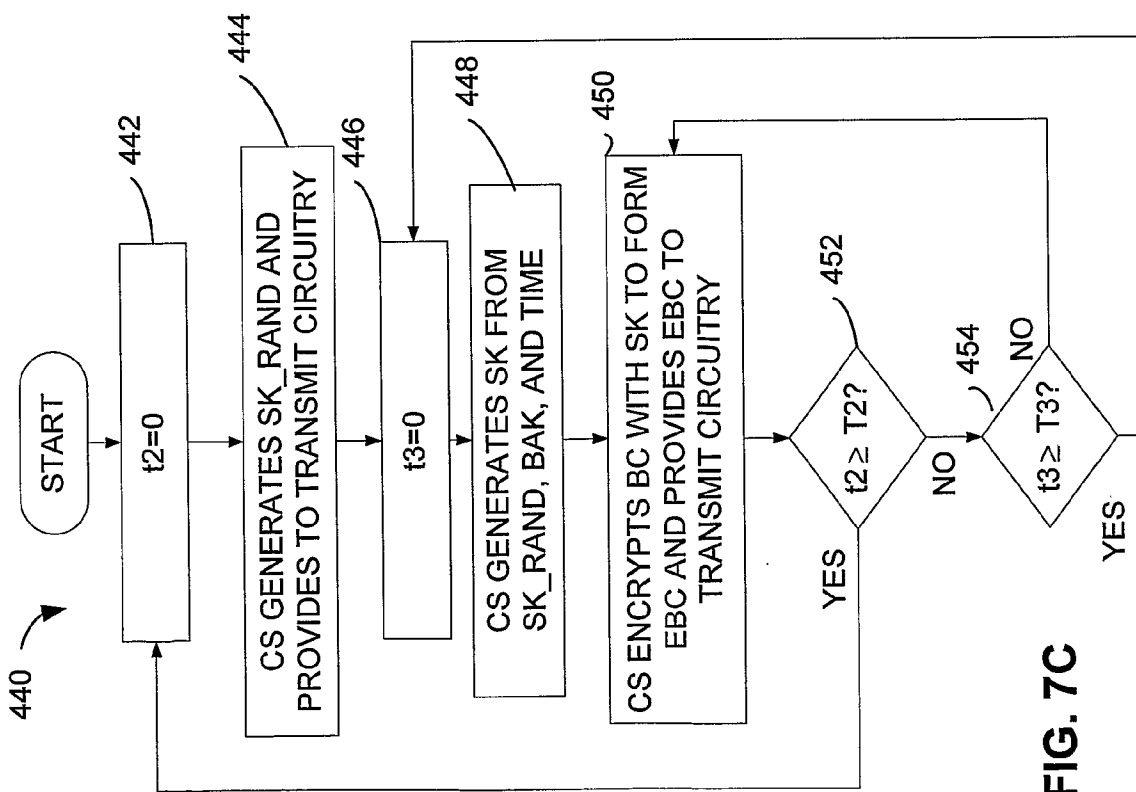 440
START
442
t2=0
444
CS GENERATES SK_RAND AND
PROVIDES TO TRANSMIT CIRCUITRY
446
t3=0
448
CS GENERATES SK FROM
SK_RAND, BAK, AND TIME
450
CS ENCRYPTS BC WITH SK TO FORM
EBC AND PROVIDES EBC TO
TRANSMIT CIRCUITRY
452
t2≥ T2?
YES
NO
454
t3≥ T3?
NO
YES
FIG. 7C